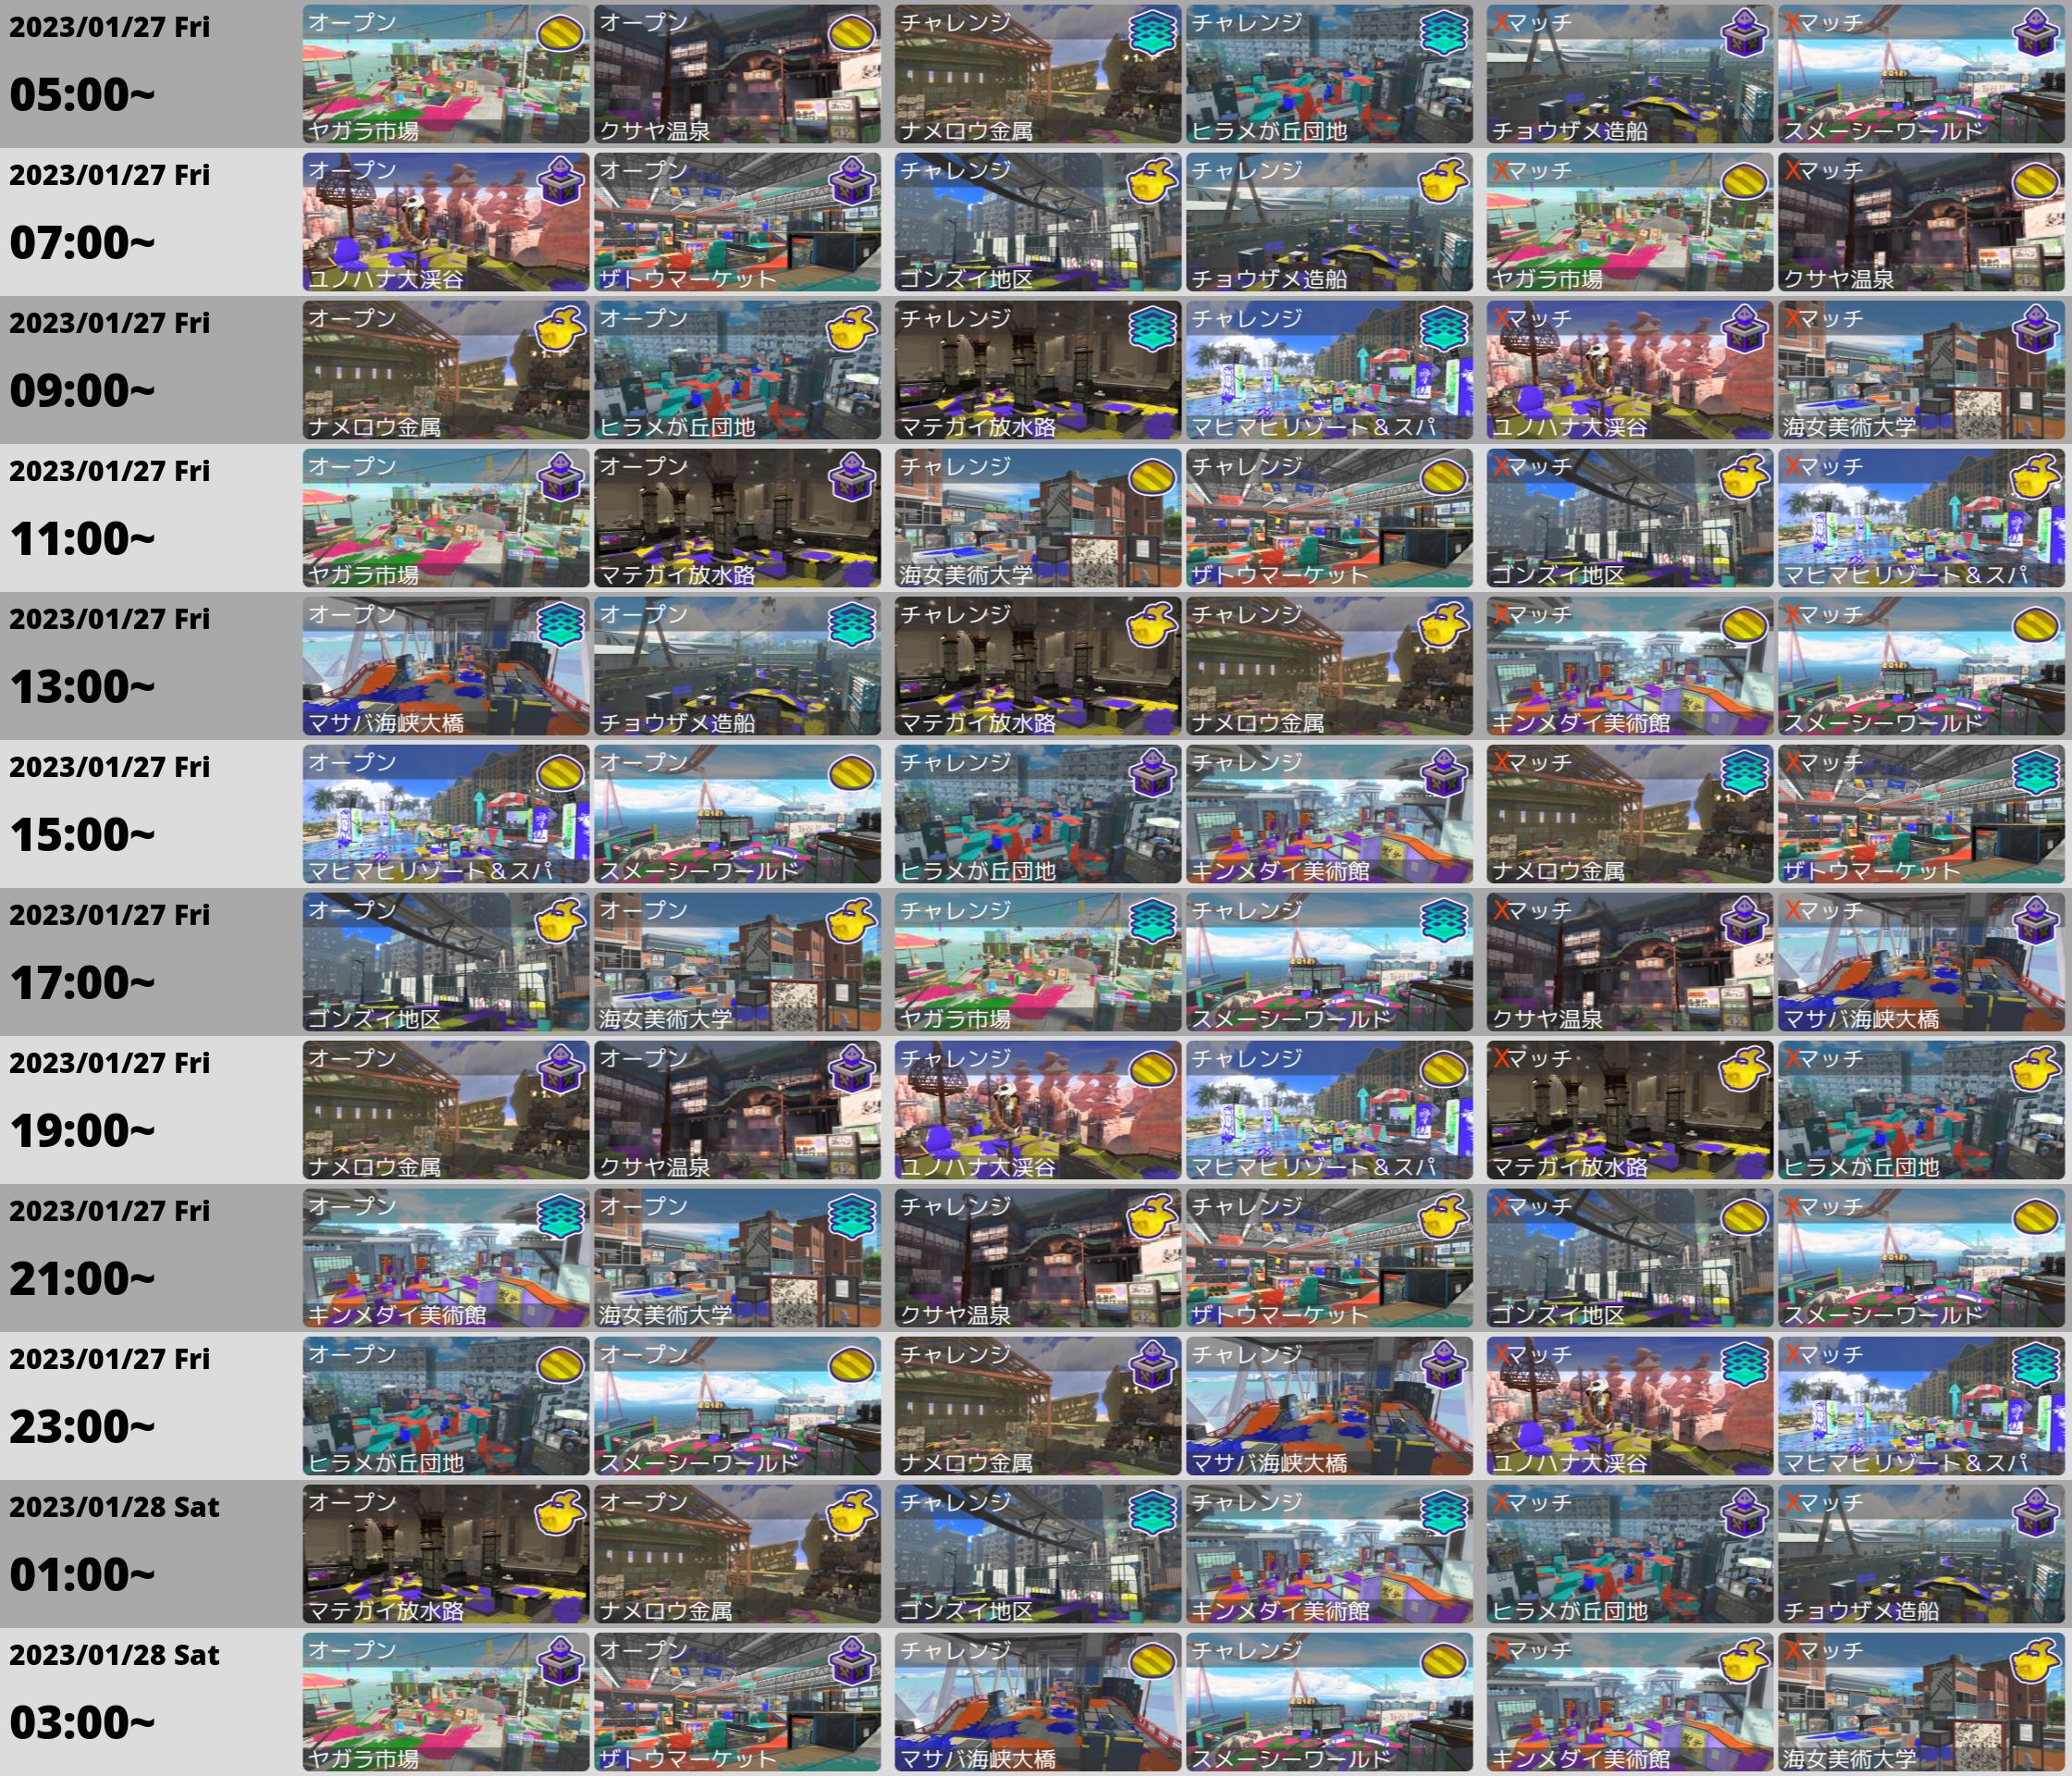 2023/01/27 Fri
05:00~
オープン オープン チャレンジ チャレンジ Xマッチ Xマッチ
ヤガラ市場 クサヤ温泉 ナメロウ金属 ヒラメが丘団地 チョウザメ造船 スメーシーワールド
2023/01/27 Fri
07:00~
オープン オープン チャレンジ チャレンジ Xマッチ Xマッチ
ユノハナ大渓谷 ザトウマーケット ゴンズイ地区 チョウザメ造船 ヤガラ市場 クサヤ温泉
2023/01/27 Fri
09:00~
オープン オープン チャレンジ チャレンジ Xマッチ Xマッチ
ナメロウ金属 ヒラメが丘団地 マテガイ放水路 マヒマヒリゾート&スパ ユノハナ大渓谷 海女美術大学
2023/01/27 Fri
11:00~
オープン オープン チャレンジ チャレンジ Xマッチ Xマッチ
ヤガラ市場 マテガイ放水路 海女美術大学 ザトウマーケット ゴンズイ地区 マヒマヒリゾート&スパ
2023/01/27 Fri
13:00~
オープン オープン チャレンジ チャレンジ Xマッチ Xマッチ
マサバ海峡大橋 チョウザメ造船 マテガイ放水路 ナメロウ金属 キンメダイ美術館 スメーシーワールド
2023/01/27 Fri
15:00~
オープン オープン チャレンジ チャレンジ Xマッチ Xマッチ
マヒマヒリゾート&スパ スメーシーワールド ヒラメが丘団地 キンメダイ美術館 ナメロウ金属 ザトウマーケット
2023/01/27 Fri
17:00~
オープン オープン チャレンジ チャレンジ Xマッチ Xマッチ
ゴンズイ地区 海女美術大学 ヤガラ市場 スメーシーワールド クサヤ温泉 マサバ海峡大橋
2023/01/27 Fri
19:00~
オープン オープン チャレンジ チャレンジ Xマッチ Xマッチ
ナメロウ金属 クサヤ温泉 ユノハナ大渓谷 マヒマヒリゾート&スパ マテガイ放水路 ヒラメが丘団地
2023/01/27 Fri
21:00~
オープン オープン チャレンジ チャレンジ Xマッチ Xマッチ
キンメダイ美術館 海女美術大学 クサヤ温泉 ザトウマーケット ゴンズイ地区 スメーシーワールド
2023/01/27 Fri
23:00~
オープン オープン チャレンジ チャレンジ Xマッチ Xマッチ
ヒラメが丘団地 スメーシーワールド ナメロウ金属 マサバ海峡大橋 ユノハナ大渓谷 マヒマヒリゾート&スパ
2023/01/28 Sat
01:00~
オープン オープン チャレンジ チャレンジ Xマッチ Xマッチ
マテガイ放水路 ナメロウ金属 ゴンズイ地区 キンメダイ美術館 ヒラメが丘団地 チョウザメ造船
2023/01/28 Sat
03:00~
オープン オープン チャレンジ チャレンジ Xマッチ Xマッチ
ヤガラ市場 ザトウマーケット マサバ海峡大橋 スメーシーワールド キンメダイ美術館 海女美術大学